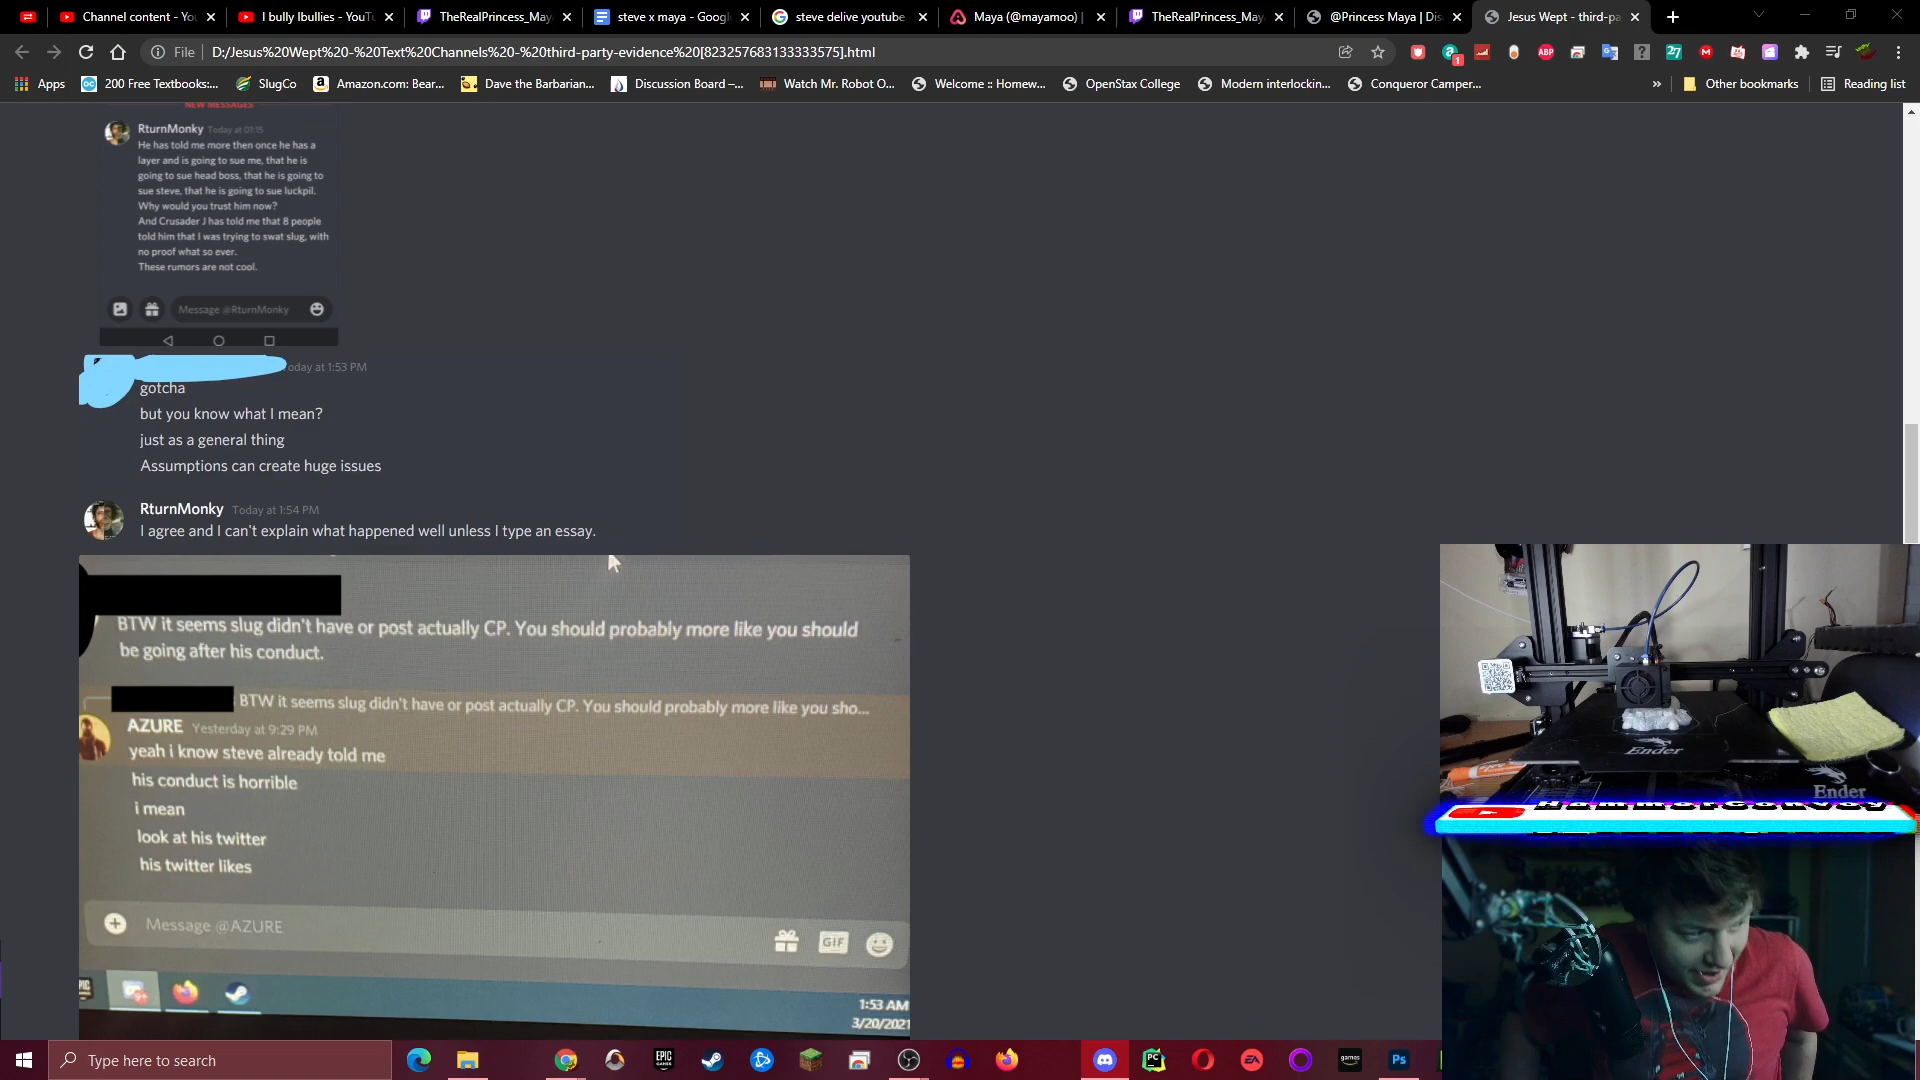 Channel content - You
I bully Ibullies - YouTu
TheRealPrincess_May
steve x maya - Google
steve delive youtube
Maya (@mayamoo) |
TheRealPrincess_May
@Princess Maya | Dis
Jesus Wept - third-pa
File
D:/Jesus%20Wept%20-%20Text%20Channels%20-%20third-party-evidence%20[823257683133333575].html
Apps
200 Free Textbooks:...
SlugCo
Amazon.com: Bear...
Dave the Barbarian...
Discussion Board –...
Watch Mr. Robot O...
Welcome :: Homew...
OpenStax College
Modern interlockin...
Conqueror Camper...
»
Other bookmarks
Reading list
NEW MESSAGES
RturnMonky Today at 01:15
He has told me more then once he has a
layer and is going to sue me, that he is
going to sue head boss, that he is going to
sue steve, that he is going to sue luckpil.
Why would you trust him now?
And Crusader J has told me that 8 people
told him that I was trying to swat slug, with
no proof what so ever.
These rumors are not cool.
Message @RturnMonky
oday at 1:53 PM
gotcha
but you know what I mean?
just as a general thing
Assumptions can create huge issues
RturnMonky Today at 1:54 PM
I agree and I can't explain what happened well unless I type an essay.
BTW it seems slug didn't have or post actually CP. You should probably more like you should
be going after his conduct.
BTW it seems slug didn't have or post actually CP. You should probably more like you sho...
AZURE Yesterday at 9:29 PM
yeah i know steve already told me
his conduct is horrible
i mean
look at his twitter
his twitter likes
Message @AZURE
GIF
1:53 AM
3/20/2021
Ender
Ender
HammerConvoy
Type here to search